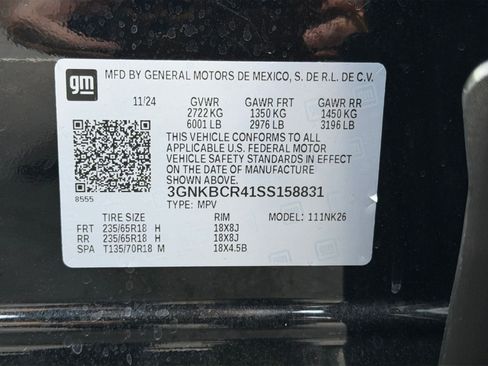 gm
MFD BY GENERAL MOTORS DE MEXICO, S. DE R.L. DE C.V.
11/24 GVWR GAWR FRT GAWR RR
2722 KG 1350 KG 1450 KG
6001 LB 2976 LB 3196 LB
THIS VEHICLE CONFORMS TO ALL
APPLICABLE U.S. FEDERAL MOTOR
VEHICLE SAFETY STANDARDS IN EFFECT
ON THE DATE OF MANUFACTURE
SHOWN ABOVE.
8555 3GNKBCR41SS158831
TYPE: MPV
TIRE SIZE RIM MODEL: 111NK26
FRT 235/65R18 H 18X8J
RR 235/65R18 H 18X8J
SPA T135/70R18 M 18X4.5B